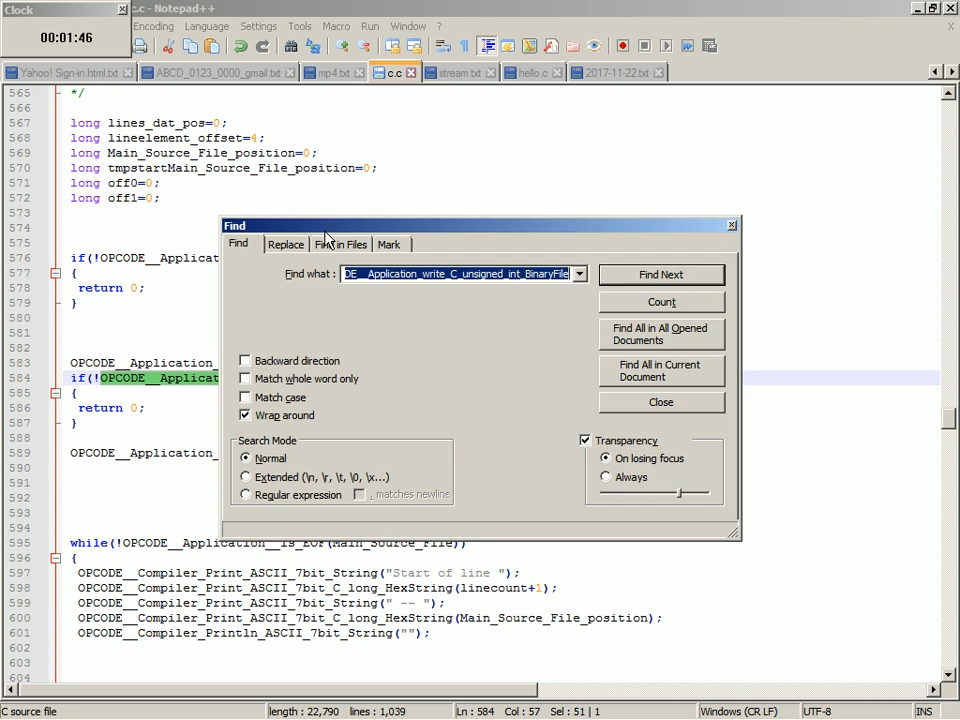 Clock
c.c - Notepad++
00:01:46
Encoding Language Settings Tools Macro Run Window ?
X
Yahoo! Sign-in.html.txt
ABCD_0123_0000_gmail.txt
mp4.txt
c.c
stream.txt
hello.c
2017-11-22.txt
565 */
566
567 long lines_dat_pos=0;
568 long lineelement_offset=4;
569 long Main_Source_File_position=0;
570 long tmpstartMain_Source_File_position=0;
571 long off0=0;
572 long off1=0;
573
574
575
576 if(!OPCODE__Applicat
577 {
578 return 0;
579 }
580
581
582
583 OPCODE__Application_
584 if(!OPCODE__Applicat
585 {
586 return 0;
587 }
588
589 OPCODE__Application_
590
591
592
593
594
595 while(!OPCODE__Application__Is_EOF(Main_Source_File))
596 {
597 OPCODE__Compiler_Print_ASCII_7bit_String("Start of line ");
598 OPCODE__Compiler_Print_ASCII_7bit_C_long_HexString(linecount+1);
599 OPCODE__Compiler_Print_ASCII_7bit_String(" -- ");
600 OPCODE__Compiler_Print_ASCII_7bit_C_long_HexString(Main_Source_File_position);
601 OPCODE__Compiler_Println_ASCII_7bit_String("");
602
603
604
Find
Find Replace Find in Files Mark
Find what : DE__Application_write_C_unsigned_int_BinaryFile
Find Next
Count
Find All in All Opened
Documents
Find All in Current
Document
Close
Backward direction
Match whole word only
Match case
Wrap around
Search Mode
Normal
Extended (\n, \r, \t, \0, \x...)
Regular expression
. matches newline
Transparency
On losing focus
Always
C source file
length : 22,790 lines : 1,039
Ln : 584 Col : 57 Sel : 51 | 1
Windows (CR LF)
UTF-8
INS